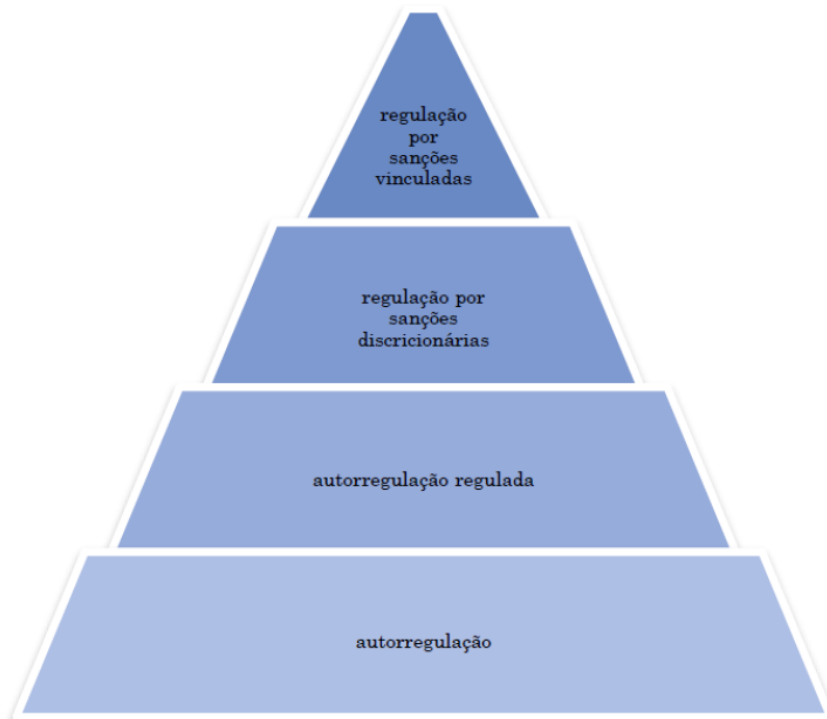 regulação
por
sanções
vinculadas
regulação por
sanções
discricionárias
autorregulação regulada
autorregulação